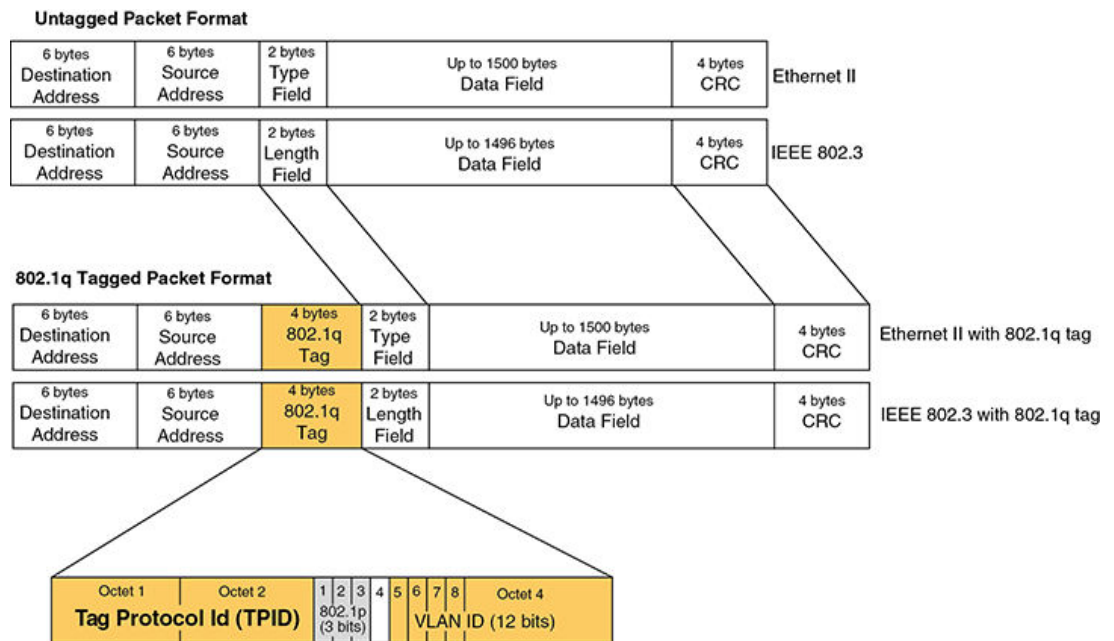 Untagged Packet Format
6 bytes
Destination
Address
6 bytes
Source
Address
2 bytes
Type
Field
Up to 1500 bytes
Data Field
4 bytes
CRC
Ethernet II
6 bytes
Destination
Address
6 bytes
Source
Address
2 bytes
Length
Field
Up to 1496 bytes
Data Field
4 bytes
CRC
IEEE 802.3
802.1q Tagged Packet Format
6 bytes
Destination
Address
6 bytes
Source
Address
4 bytes
802.1q
Tag
2 bytes
Type
Field
Up to 1500 bytes
Data Field
4 bytes
CRC
Ethernet II with 802.1q tag
6 bytes
Destination
Address
6 bytes
Source
Address
4 bytes
802.1q
Tag
2 bytes
Length
Field
Up to 1496 bytes
Data Field
4 bytes
CRC
IEEE 802.3 with 802.1q tag
Octet 1
Octet 2
Tag Protocol Id (TPID)
1 2 3 4 5 6 7 8
802.1p
(3 bits)
Octet 4
VLAN ID (12 bits)